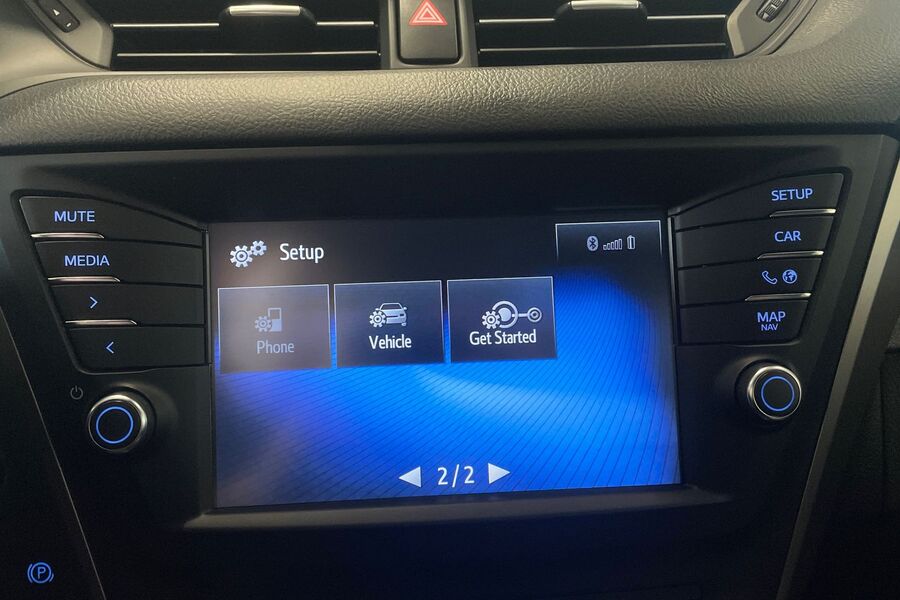 MUTE
MEDIA
>
<
Setup
Phone
Vehicle
Get Started
2/2
SETUP
CAR
MAP
NAV
P